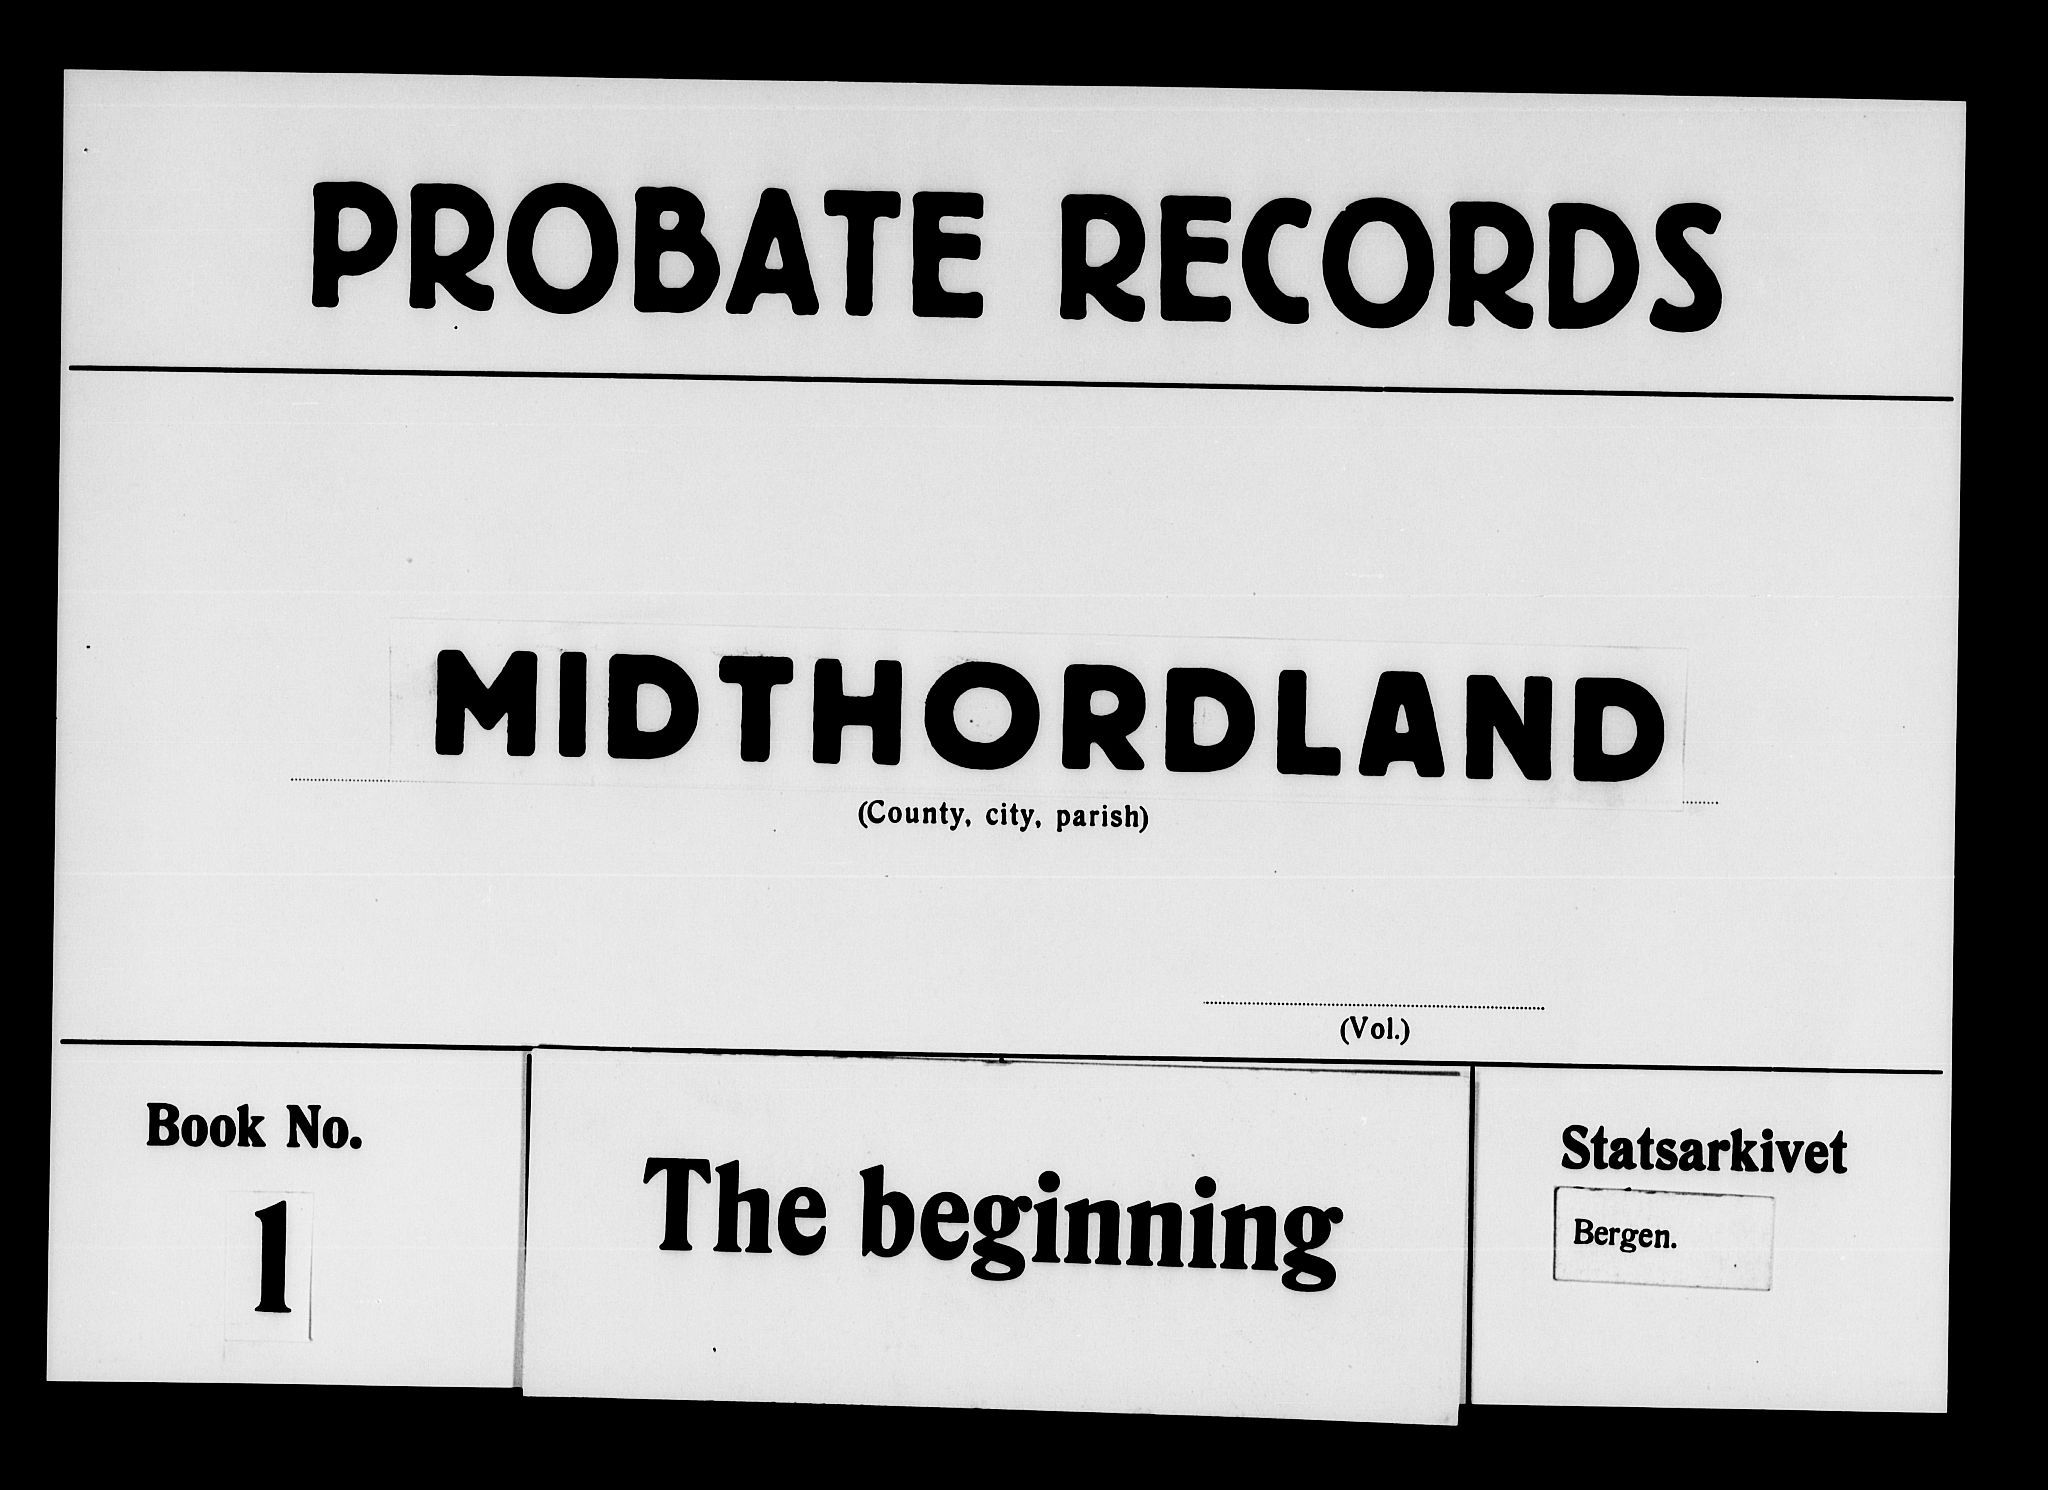 PROBATE RECORDS
MIDTHORDLAND
(County, city, parish)
(Vol.)
Book No.
1
The beginning
Statsarkivet
Bergen.